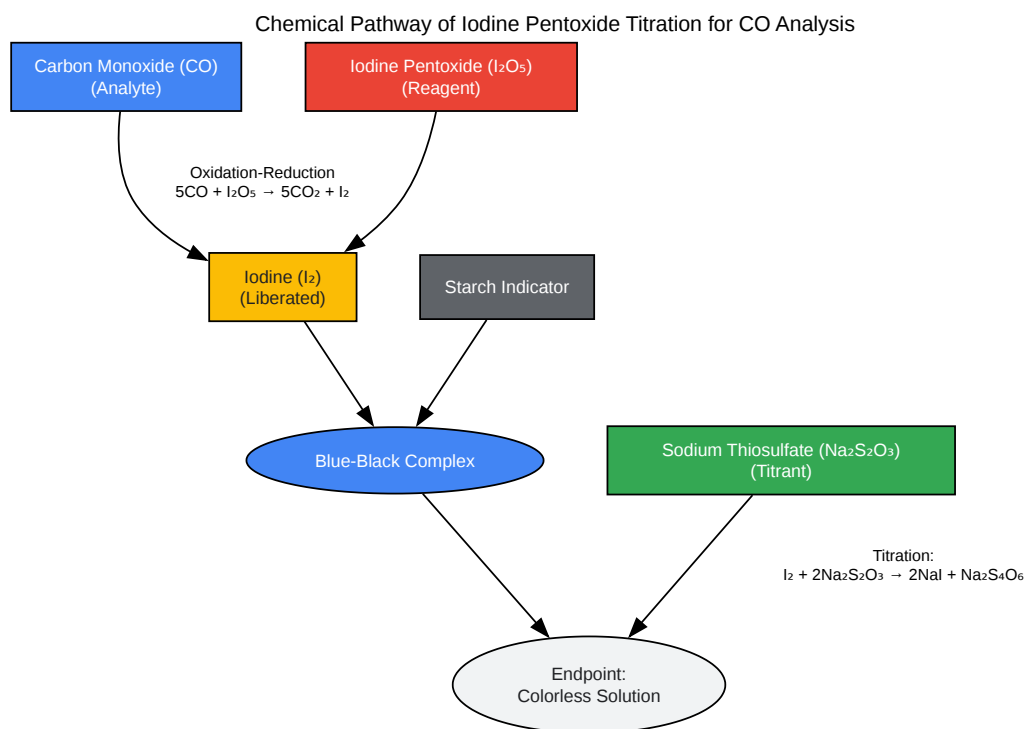 Chemical Pathway of Iodine Pentoxide Titration for CO Analysis
Carbon Monoxide (CO)
(Analyte)
Iodine Pentoxide (I₂O₅)
(Reagent)
Oxidation-Reduction
5CO + I₂O₅ → 5CO₂ + I₂
Iodine (I₂)
(Liberated)
Starch Indicator
Blue-Black Complex
Sodium Thiosulfate (Na₂S₂O₃)
(Titrant)
Titration:
I₂ + 2Na₂S₂O₃ → 2NaI + Na₂S₄O₆
Endpoint:
Colorless Solution